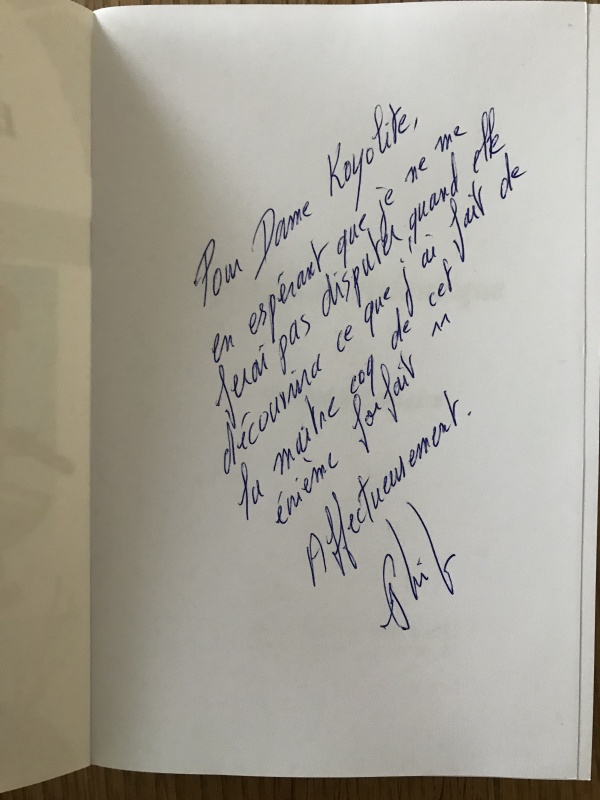 Pour Dame Koyolite,
en espérant que je ne me
ferai pas disputer quand elle
découvrira ce que j'ai fait de
la maître coq de cet
énième forfait
Affectueusement.